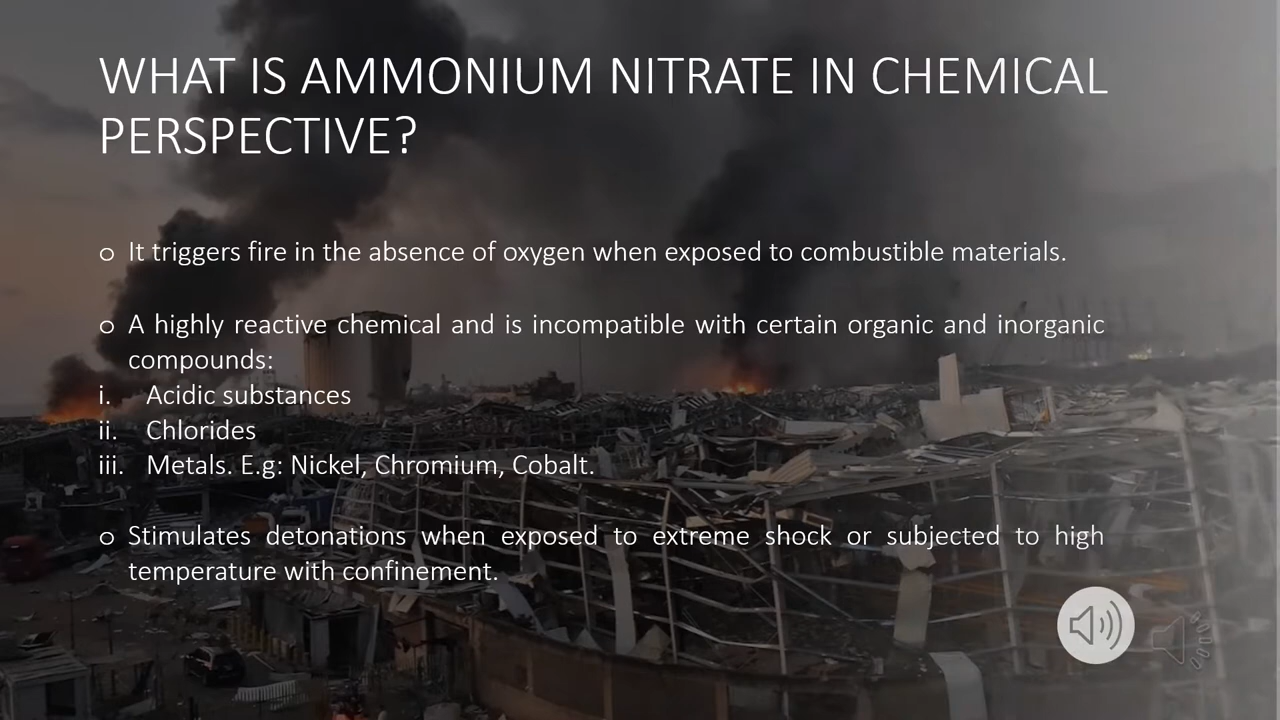 WHAT IS AMMONIUM NITRATE IN CHEMICAL
PERSPECTIVE?
o It triggers fire in the absence of oxygen when exposed to combustible materials.
o A highly reactive chemical and is incompatible with certain organic and inorganic
compounds:
i. Acidic substances
ii. Chlorides
iii. Metals. E.g: Nickel, Chromium, Cobalt.
o Stimulates detonations when exposed to extreme shock or subjected to high
temperature with confinement.